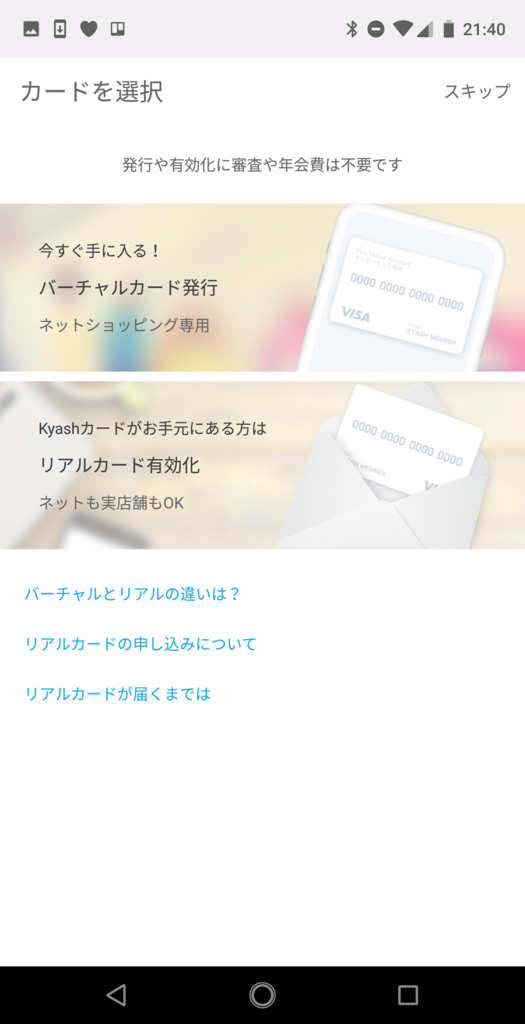 21:40
カードを選択
スキップ
発行や有効化に審査や年会費は不要です
今すぐ手に入る！
バーチャルカード発行
ネットショッピング専用
0000 0000 0000 0000
VISA
KYASH MEMBER
Kyashカードがお手元にある方は
リアルカード有効化
ネットも実店舗もOK
0000 0000 0000 0000
MEMBER
バーチャルとリアルの違いは？
リアルカードの申し込みについて
リアルカードが届くまでは